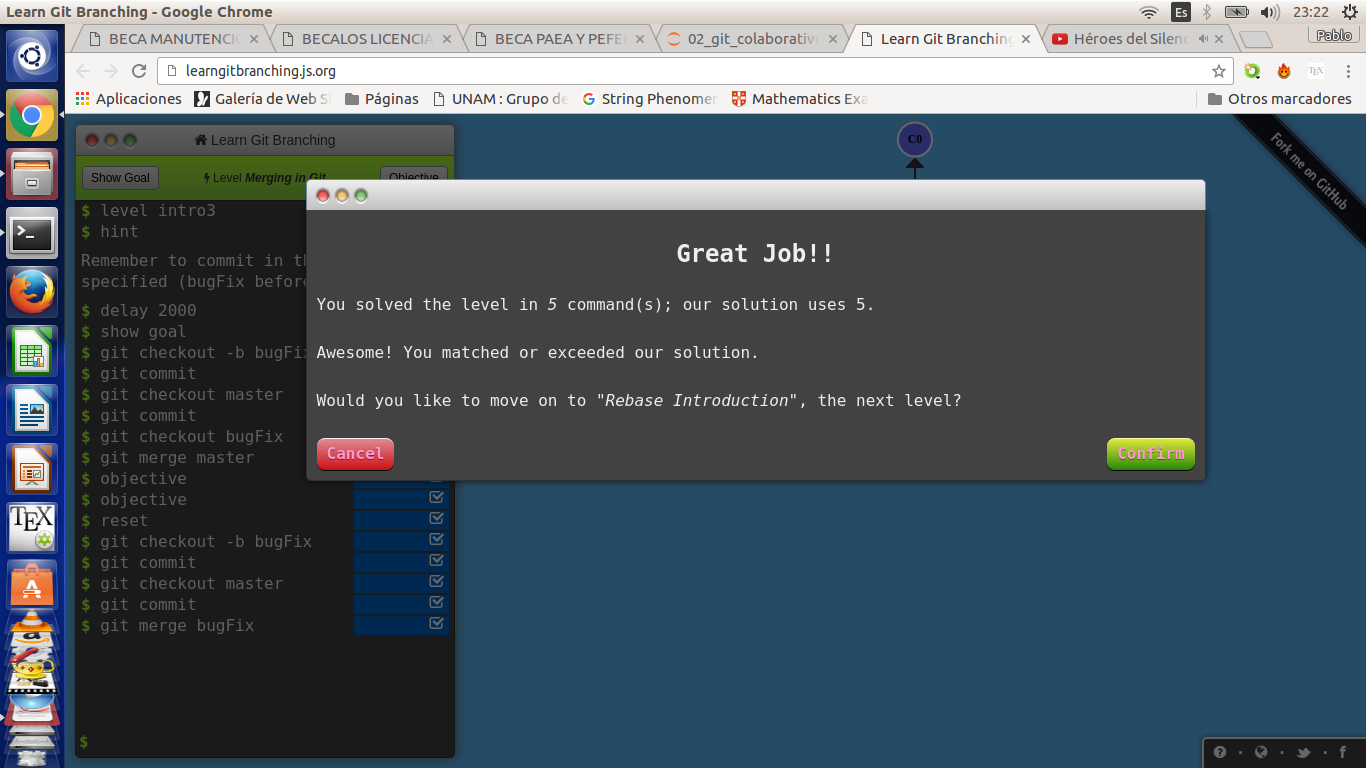 Learn Git Branching - Google Chrome
Es
23:22
BECA MANUTENCI
BECALOS LICENCIA
BECA PAEA Y PEFE
02_git_colaborativo
Learn Git Branching
Héroes del Silenc
Pablo
learngitbranching.js.org
Aplicaciones
Galería de Web S
Páginas
UNAM : Grupo de
String Phenomer
Mathematics Exa
Otros marcadores
Learn Git Branching
C0
Fork me on GitHub
Show Goal
Level Merging in Git
Objective
$ level intro3
$ hint
Remember to commit in th
specified (bugFix before
$ delay 2000
$ show goal
$ git checkout -b bugFix
$ git commit
$ git checkout master
$ git commit
$ git checkout bugFix
$ git merge master
$ objective
$ objective
$ reset
$ git checkout -b bugFix
$ git commit
$ git checkout master
$ git commit
$ git merge bugFix
$
Great Job!!
You solved the level in 5 command(s); our solution uses 5.
Awesome! You matched or exceeded our solution.
Would you like to move on to "Rebase Introduction", the next level?
Cancel
Confirm
TEX